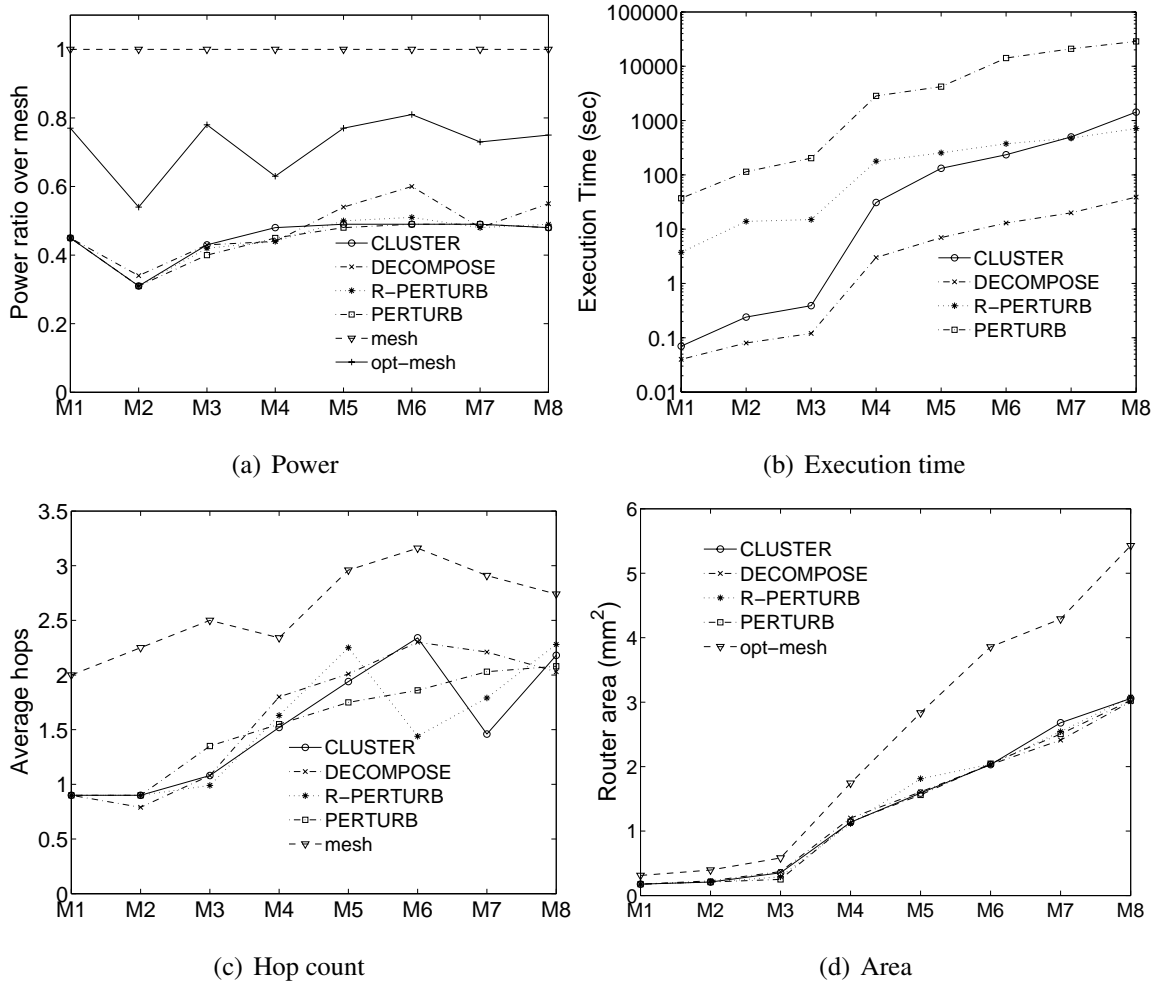 1
0.8
0.6
0.4
0.2
0
Power ratio over mesh
M1 M2 M3 M4 M5 M6 M7 M8
CLUSTER
DECOMPOSE
R−PERTURB
PERTURB
mesh
opt−mesh
(a) Power
100000
10000
1000
100
10
1
0.1
0.01
Execution Time (sec)
M1 M2 M3 M4 M5 M6 M7 M8
CLUSTER
DECOMPOSE
R−PERTURB
PERTURB
(b) Execution time
3.5
3
2.5
2
1.5
1
0.5
0
Average hops
M1 M2 M3 M4 M5 M6 M7 M8
CLUSTER
DECOMPOSE
R−PERTURB
PERTURB
mesh
(c) Hop count
6
5
4
3
2
1
0
Router area (mm²)
M1 M2 M3 M4 M5 M6 M7 M8
CLUSTER
DECOMPOSE
R−PERTURB
PERTURB
opt−mesh
(d) Area